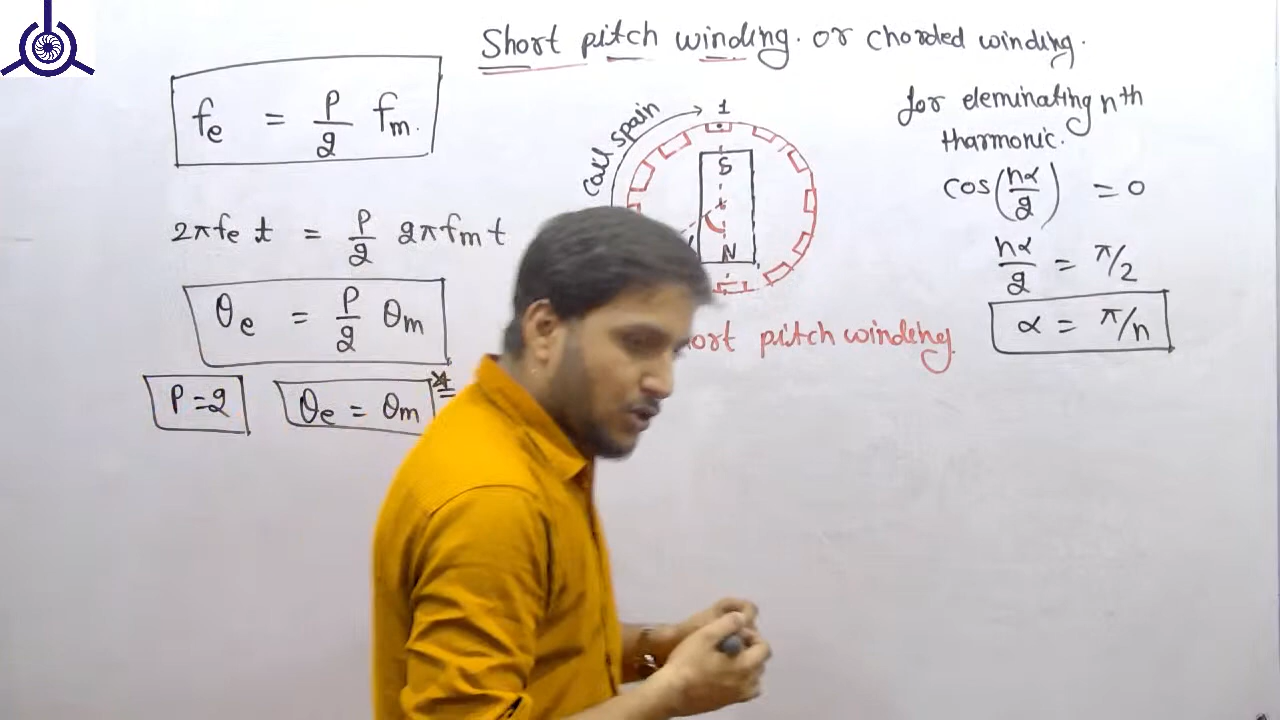 Short pitch winding. or chorded winding.
fe = P/2 fm.
2πfe t = P/2 2πfm t
θe = P/2 θm
P=2
θe = θm
Coil spain
1
S
N
short pitch winding.
for eleminating nth
tharmonic.
cos(nα/2) = 0
nα/2 = π/2
α = π/n